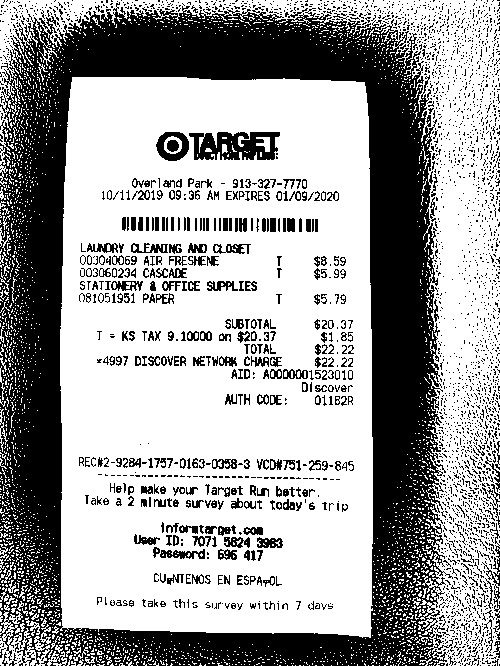 TARGET
EXPECT MORE PAY LESS
Overland Park - 913-327-7770
10/11/2019 09:36 AM EXPIRES 01/09/2020
LAUNDRY CLEANING AND CLOSET
003040069 AIR FRESHENE T $8.59
003060234 CASCADE T $5.99
STATIONERY & OFFICE SUPPLIES
081051951 PAPER T $5.79
SUBTOTAL $20.37
T = KS TAX 9.10000 on $20.37 $1.85
TOTAL $22.22
*4997 DISCOVER NETWORK CHARGE $22.22
AID: A0000001523010
Discover
AUTH CODE: 01182R
REC#2-9284-1757-0163-0358-3 VCD#751-259-845
Help make your Target Run better.
Take a 2 minute survey about today's trip
informtarget.com
User ID: 7071 5624 3983
Password: 696 417
CUÉNTENOS EN ESPAÑOL
Please take this survey within 7 days